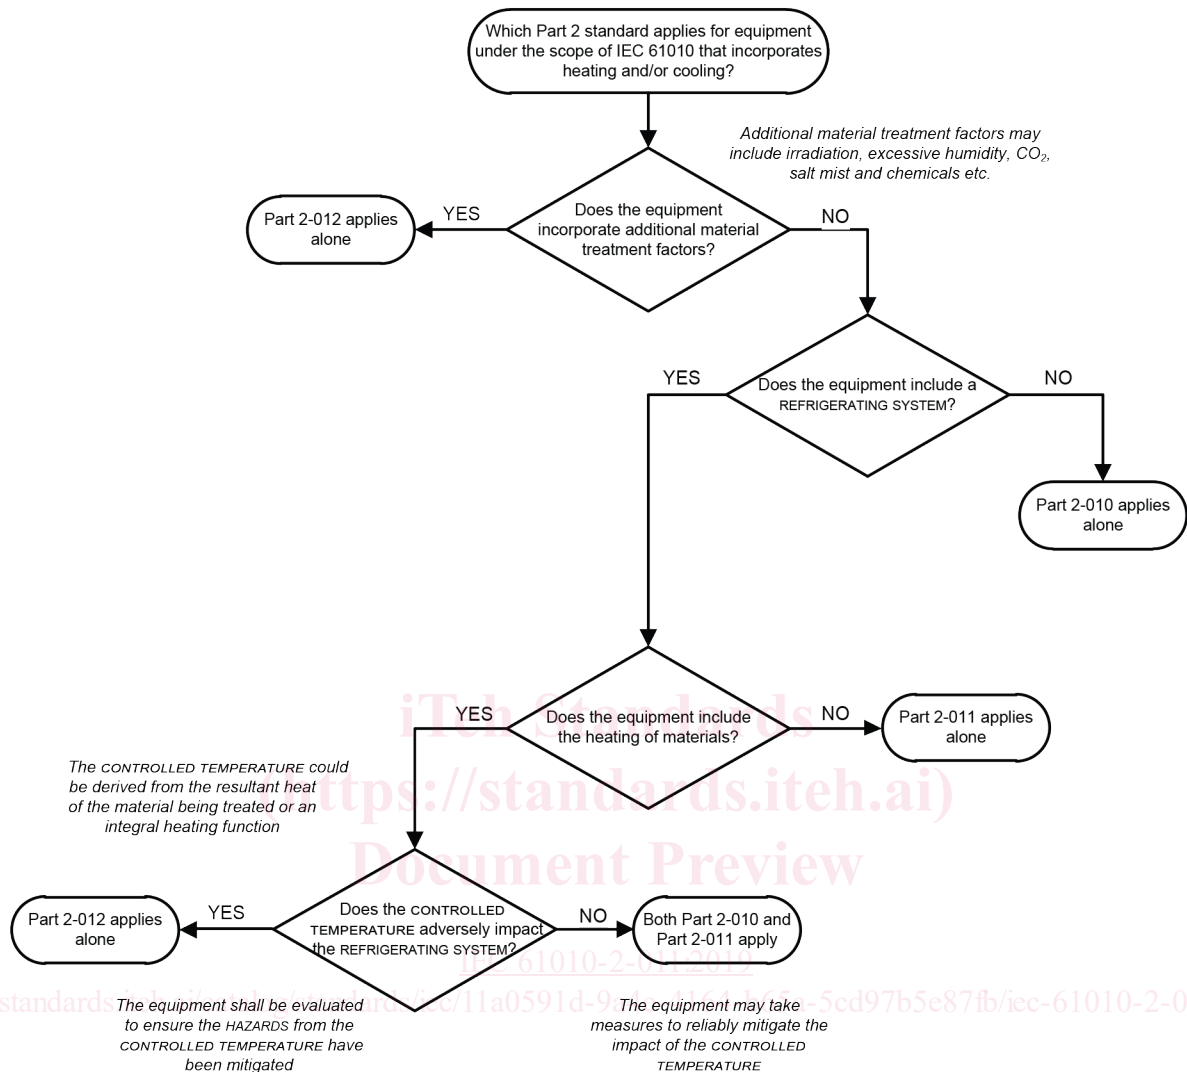 Which Part 2 standard applies for equipment
under the scope of IEC 61010 that incorporates
heating and/or cooling?
Additional material treatment factors may
include irradiation, excessive humidity, CO₂,
salt mist and chemicals etc.
Does the equipment
incorporate additional material
treatment factors?
YES
NO
Part 2-012 applies
alone
Does the equipment include a
REFRIGERATING SYSTEM?
YES
NO
Part 2-010 applies
alone
Does the equipment include
the heating of materials?
YES
NO
Part 2-011 applies
alone
iTeh Standards
(https://standards.iteh.ai)
Document Preview
The CONTROLLED TEMPERATURE could
be derived from the resultant heat
of the material being treated or an
integral heating function
Does the CONTROLLED
TEMPERATURE adversely impact
the REFRIGERATING SYSTEM?
YES
NO
Part 2-012 applies
alone
Both Part 2-010 and
Part 2-011 apply
IEC 61010-2-011:2019
The equipment shall be evaluated
to ensure the HAZARDS from the
CONTROLLED TEMPERATURE have
been mitigated
The equipment may take
measures to reliably mitigate the
impact of the CONTROLLED
TEMPERATURE